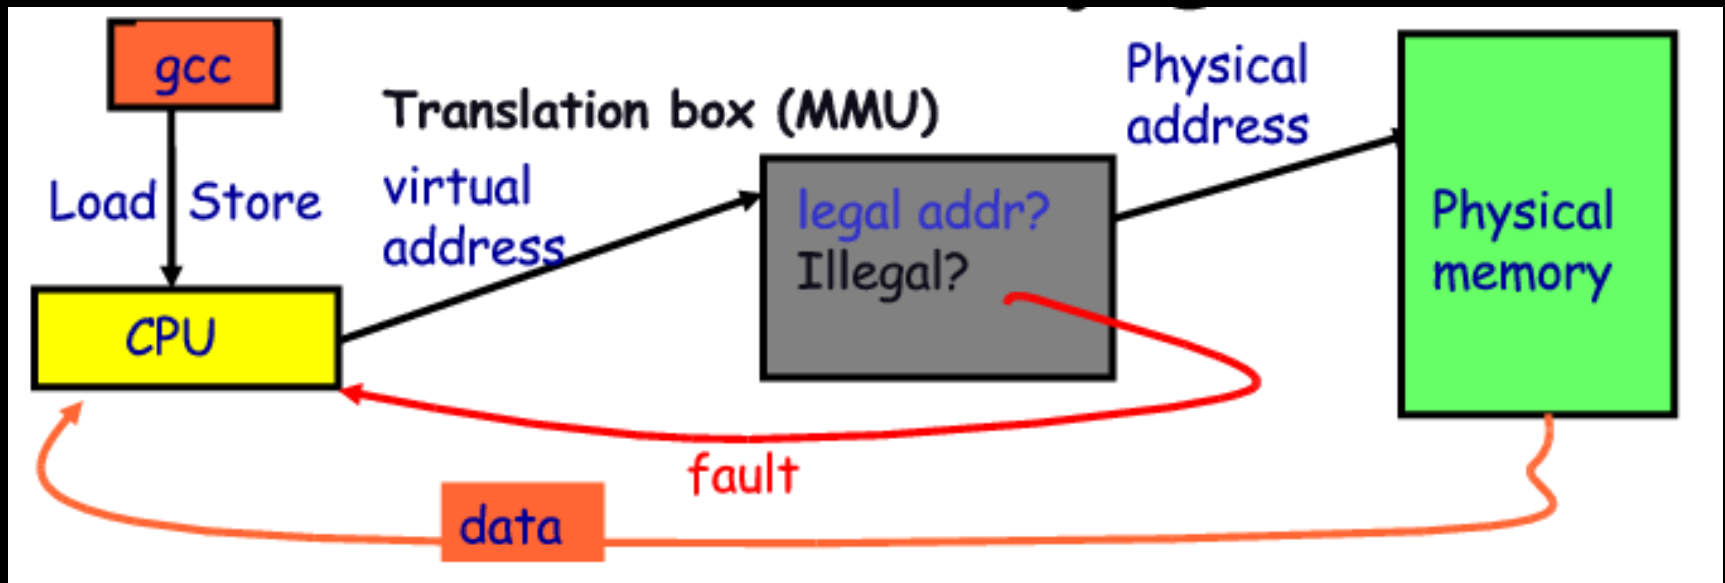 gcc
Load Store
Translation box (MMU)
virtual
address
legal addr?
Illegal?
Physical
address
Physical
memory
CPU
fault
data